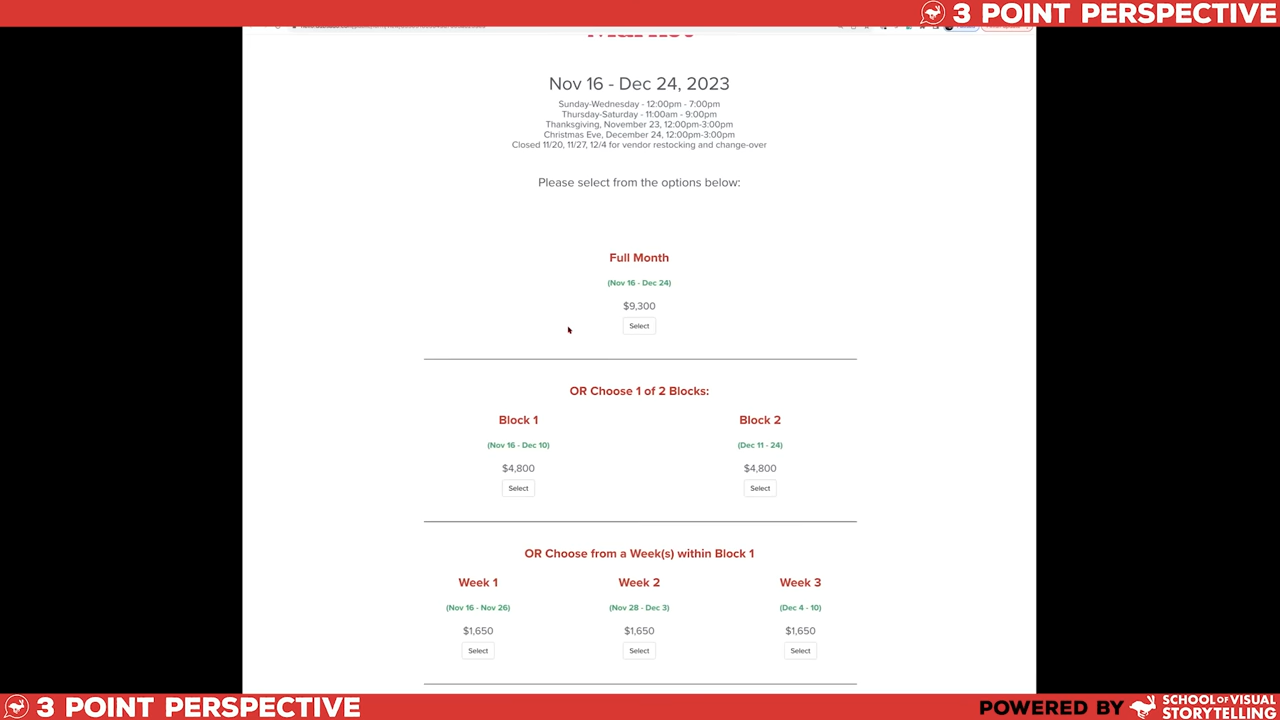 3 POINT PERSPECTIVE
Nov 16 - Dec 24, 2023
Sunday-Wednesday - 12:00pm - 7:00pm
Thursday-Saturday - 11:00am - 9:00pm
Thanksgiving, November 23, 12:00pm-3:00pm
Christmas Eve, December 24, 12:00pm-3:00pm
Closed 11/20, 11/27, 12/4 for vendor restocking and change-over
Please select from the options below:
Full Month
(Nov 16 - Dec 24)
$9,300
Select
OR Choose 1 of 2 Blocks:
Block 1 Block 2
(Nov 16 - Dec 10) (Dec 11 - 24)
$4,800 $4,800
Select Select
OR Choose from a Week(s) within Block 1
Week 1 Week 2 Week 3
(Nov 16 - Nov 26) (Nov 28 - Dec 3) (Dec 4 - 10)
$1,650 $1,650 $1,650
Select Select Select
3 POINT PERSPECTIVE
POWERED BY SCHOOL OF VISUAL
STORYTELLING